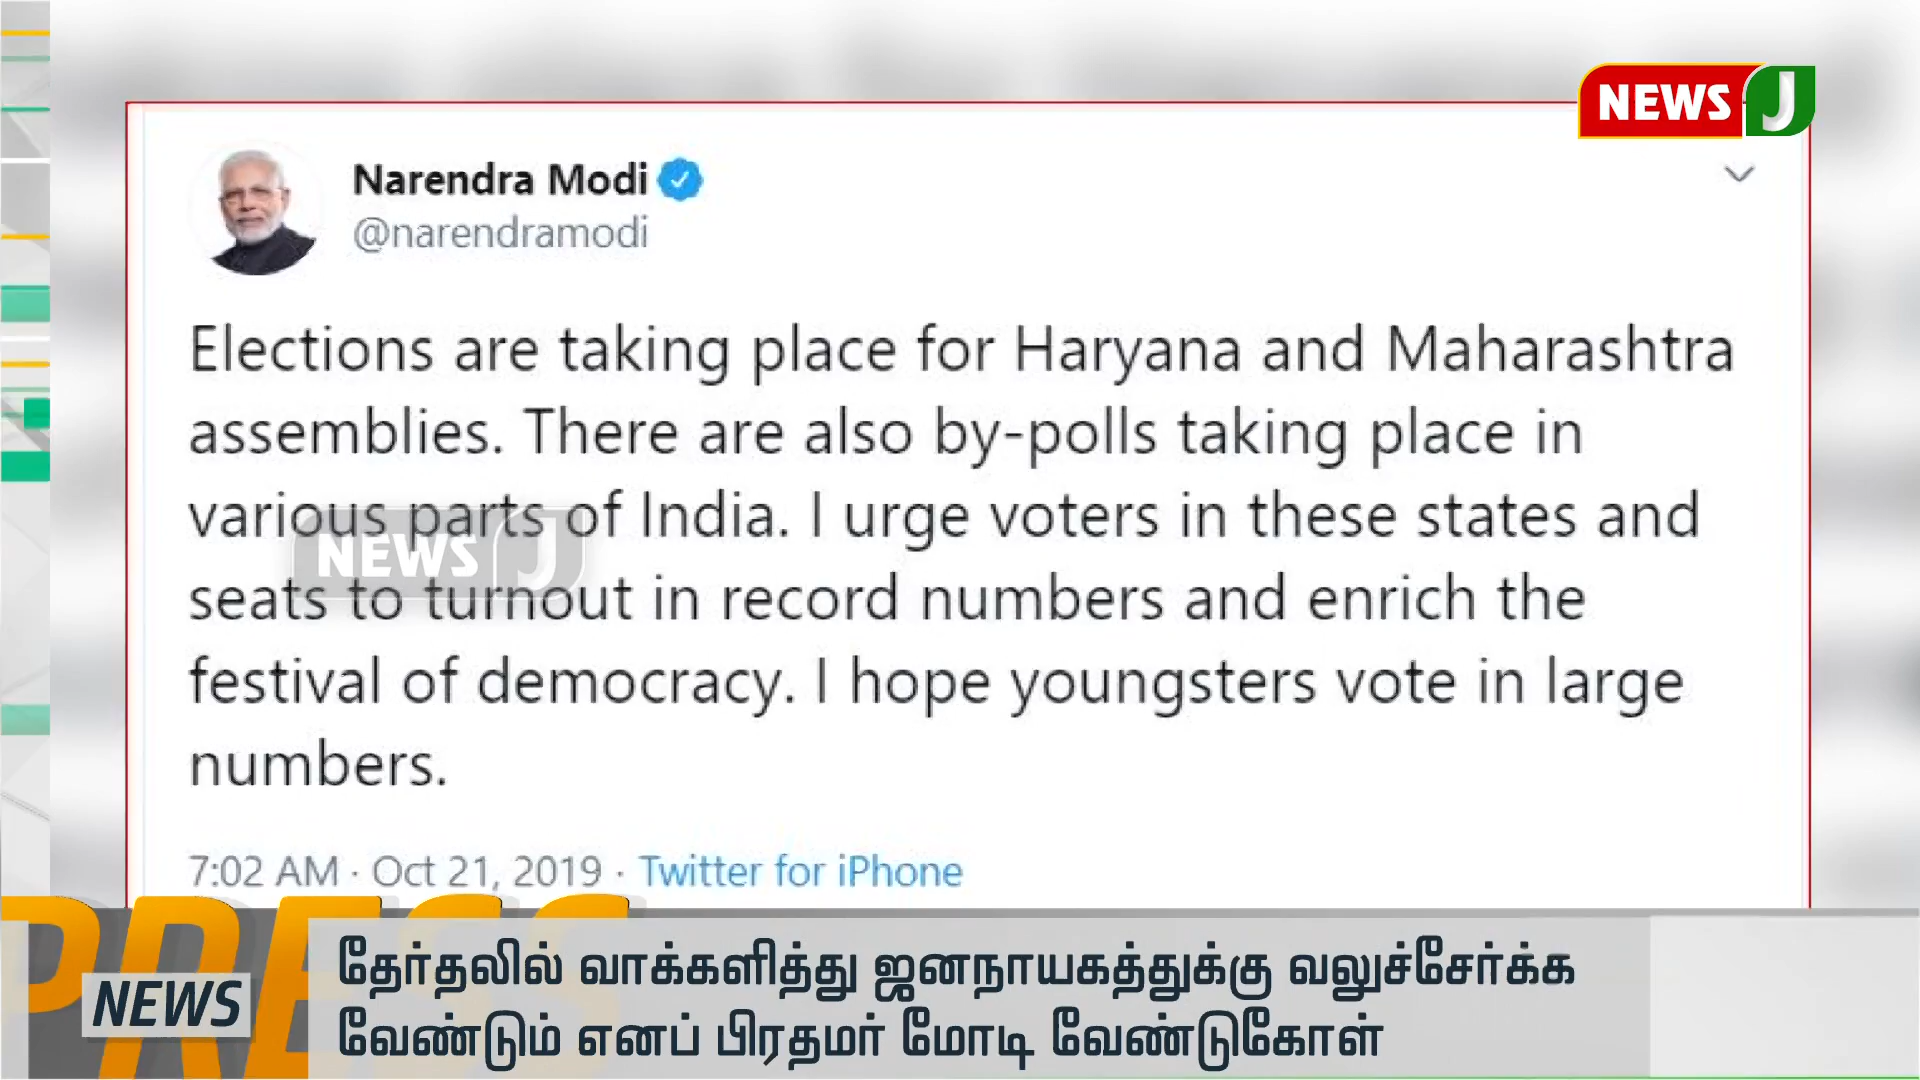 NEWS J
Narendra Modi
@narendramodi
Elections are taking place for Haryana and Maharashtra
assemblies. There are also by-polls taking place in
various parts of India. I urge voters in these states and
NEWS J
seats to turnout in record numbers and enrich the
festival of democracy. I hope youngsters vote in large
numbers.
7:02 AM · Oct 21, 2019 · Twitter for iPhone
PRESS
NEWS
தேர்தலில் வாக்களித்து ஜனநாயகத்துக்கு வலுச்சேர்க்க
வேண்டும் எனப் பிரதமர் மோடி வேண்டுகோள்